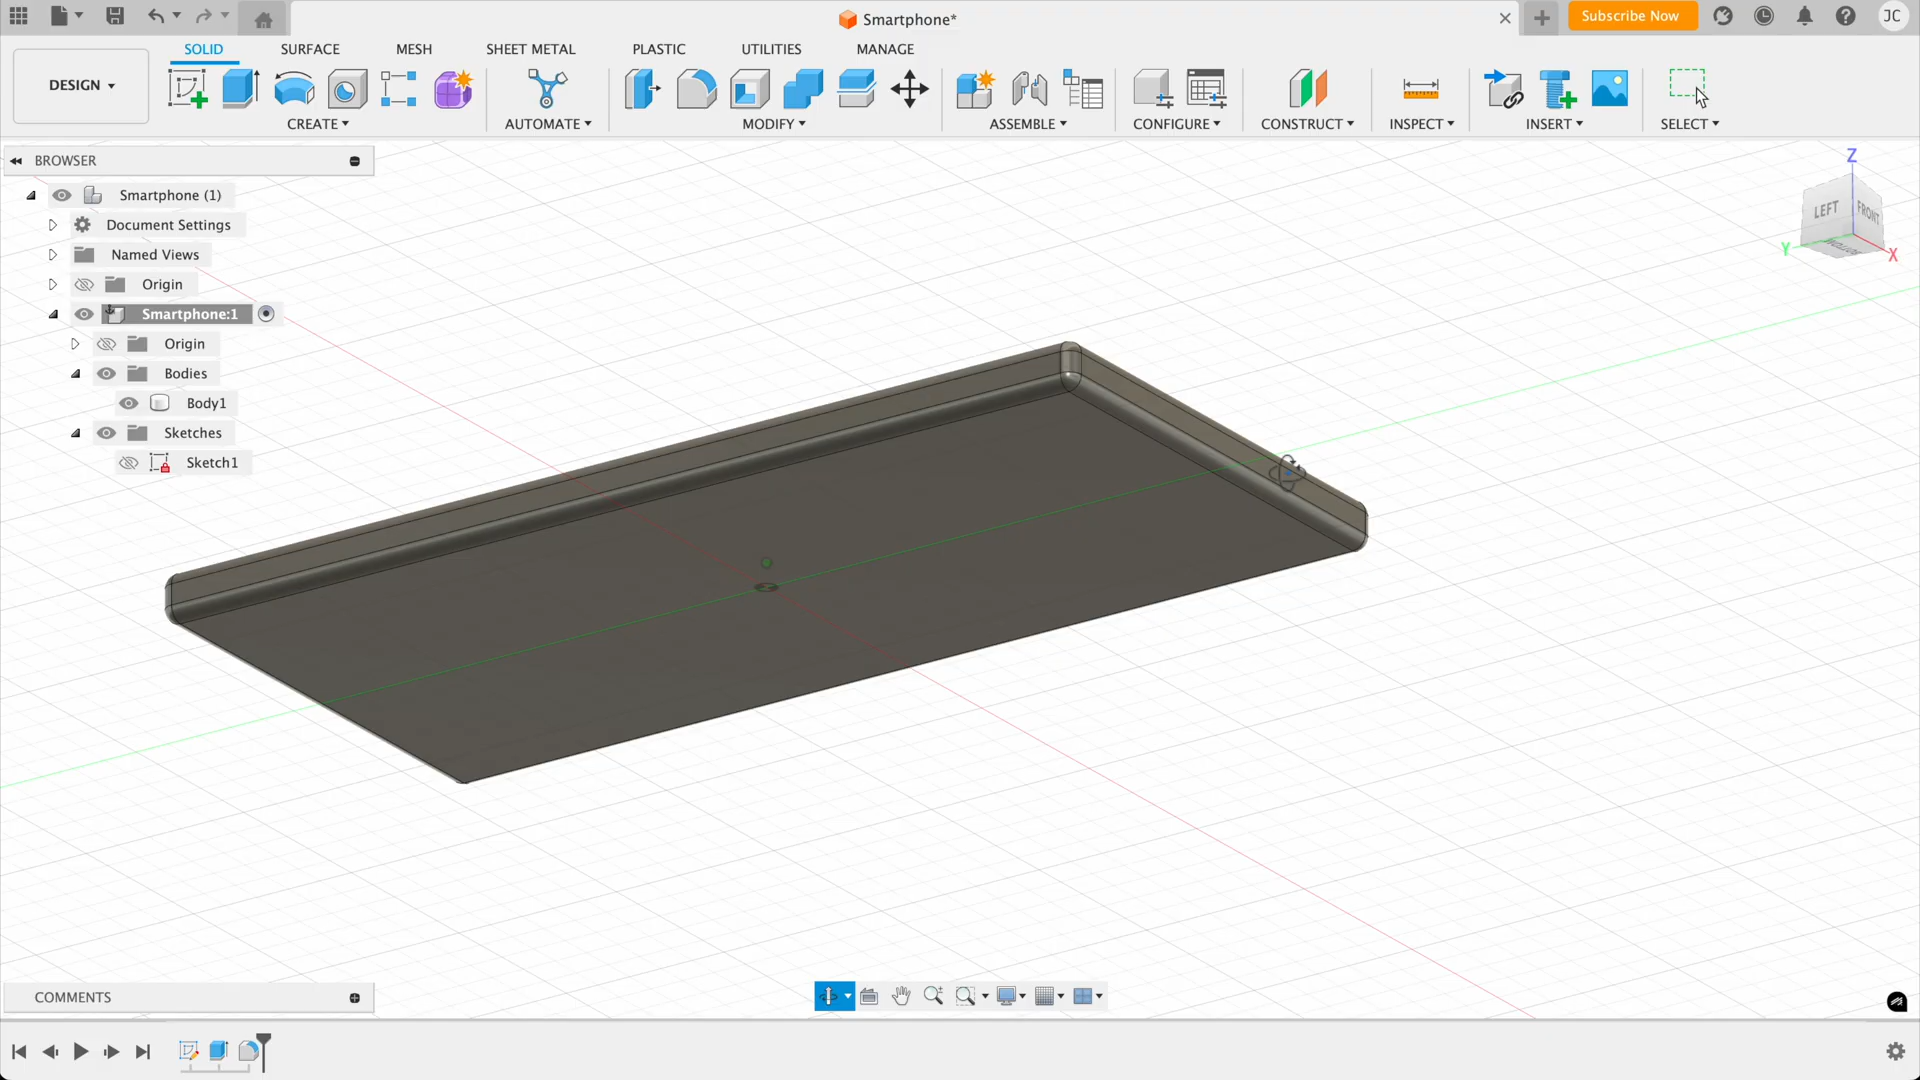 Smartphone*
Subscribe Now
JC
DESIGN
SOLID
SURFACE
MESH
SHEET METAL
PLASTIC
UTILITIES
MANAGE
CREATE
AUTOMATE
MODIFY
ASSEMBLE
CONFIGURE
CONSTRUCT
INSPECT
INSERT
SELECT
BROWSER
Smartphone (1)
Document Settings
Named Views
Origin
Smartphone:1
Origin
Bodies
Body1
Sketches
Sketch1
Z
LEFT
FRONT
BOTTOM
Y
X
COMMENTS